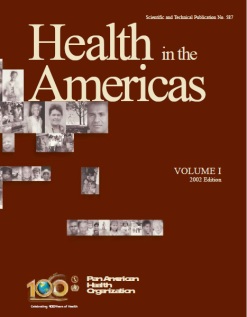 Scientific and Technical Publication No. 587
Health in the
Americas
VOLUME I
2002 Edition
100
Pan American
Health
Organization
Celebrating 100 Years of Health